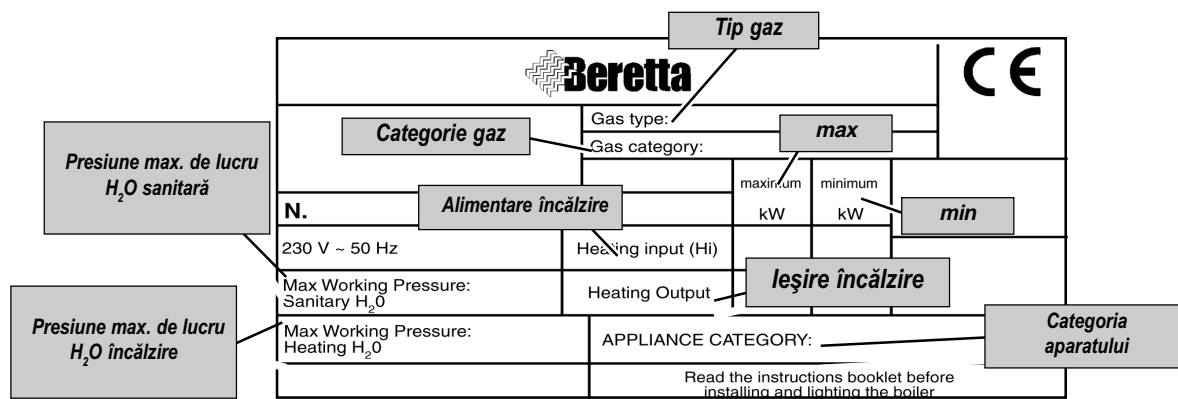 Tip gaz
Beretta
CE
Gas type:
Categorie gaz
max
Gas category:
Presiune max. de lucru
H₂O sanitară
maximum
minimum
N.
Alimentare încălzire
kW
kW
min
230 V ~ 50 Hz
Heating input (Hi)
Max Working Pressure:
Sanitary H₂0
Heating Output
Ieşire încălzire
Presiune max. de lucru
H₂O încălzire
Max Working Pressure:
Heating H₂0
APPLIANCE CATEGORY:
Categoria
aparatului
Read the instructions booklet before
installing and lighting the boiler